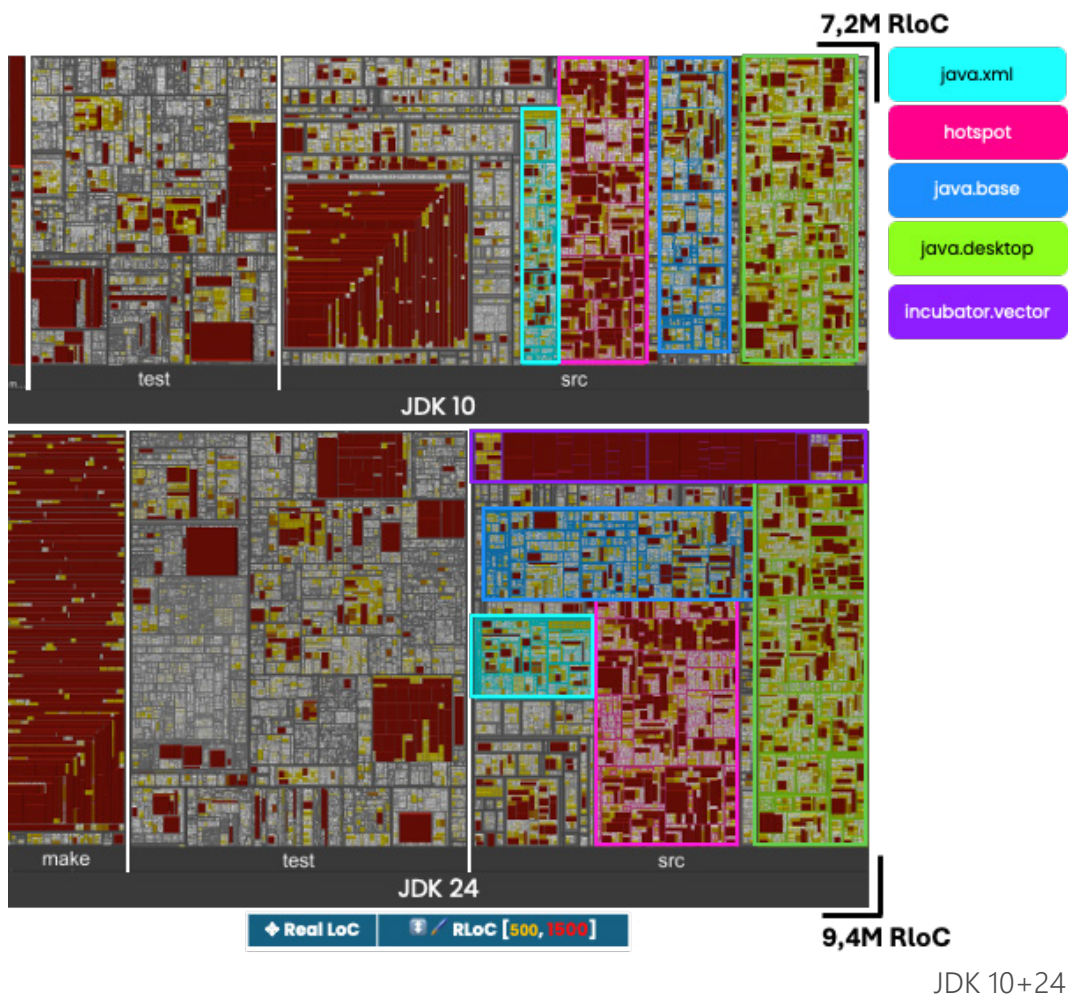 7,2M RloC
java.xml
hotspot
java.base
java.desktop
incubator.vector
m...
test
src
JDK 10
make
test
src
JDK 24
Real LoC
RLoC [500, 1500]
9,4M RloC
JDK 10+24